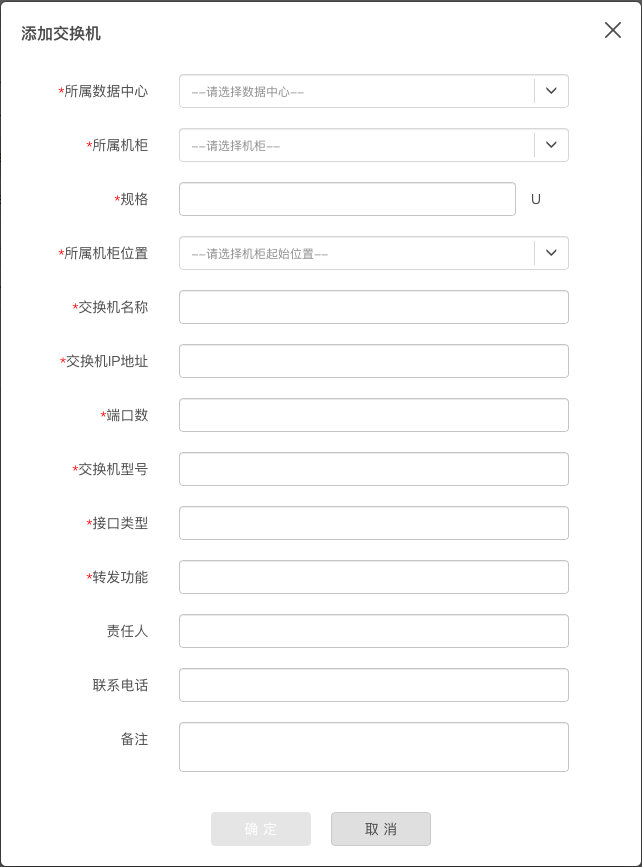 添加交换机
*所属数据中心 --请选择数据中心--
*所属机柜 --请选择机柜--
*规格 U
*所属机柜位置 --请选择机柜起始位置--
*交换机名称
*交换机IP地址
*端口数
*交换机型号
*接口类型
*转发功能
责任人
联系电话
备注
确 定 取 消